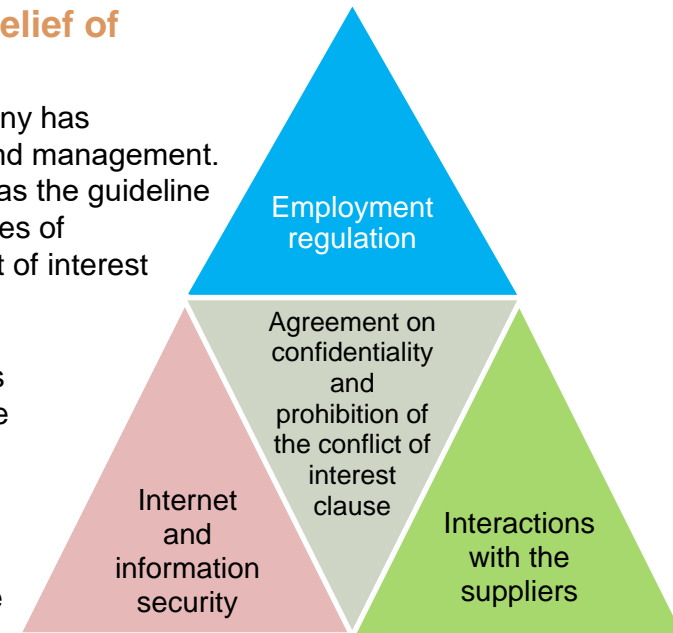 elief of
ny has
nd management.
as the guideline
es of
t of interest
s
e
e
Employment
regulation
Agreement on
confidentiality
and
prohibition of
the conflict of
interest
clause
Internet
and
information
security
Interactions
with the
suppliers